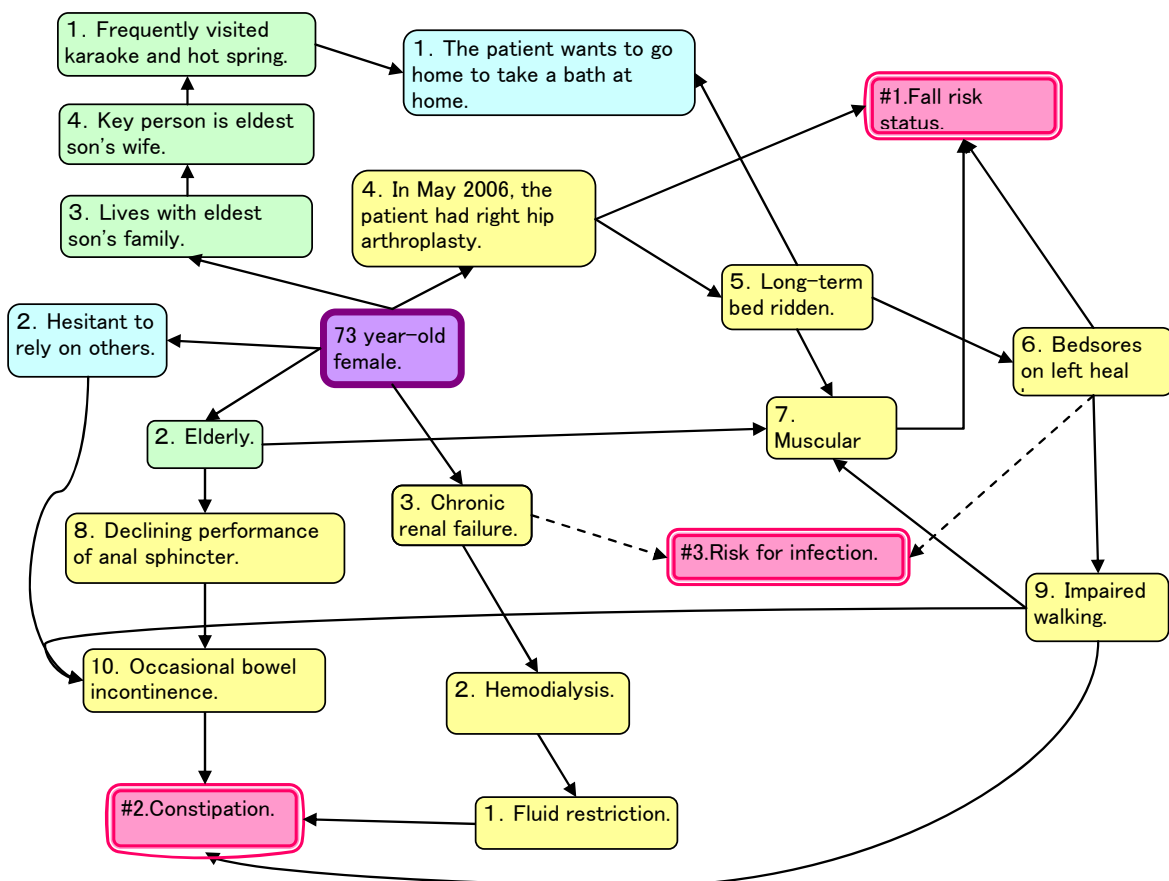 1. Frequently visited
karaoke and hot spring.
1. The patient wants to go
home to take a bath at
home.
#1.Fall risk
status.
4. Key person is eldest
son's wife.
4. In May 2006, the
patient had right hip
arthroplasty.
3. Lives with eldest
son's family.
5. Long-term
bed ridden.
2. Hesitant to
rely on others.
73 year-old
female.
6. Bedsores
on left heal
2. Elderly.
7.
Muscular
3. Chronic
renal failure.
8. Declining performance
of anal sphincter.
#3.Risk for infection.
9. Impaired
walking.
10. Occasional bowel
incontinence.
2. Hemodialysis.
#2.Constipation.
1. Fluid restriction.